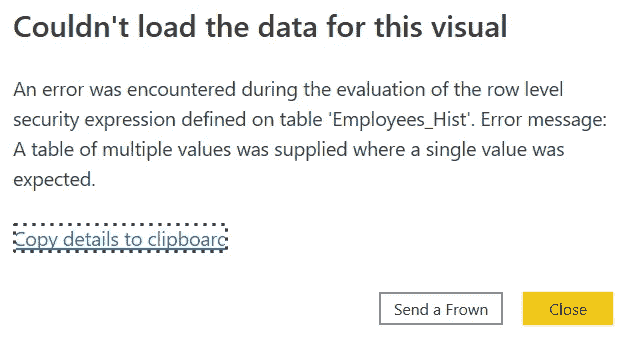 Couldn't load the data for this visual
An error was encountered during the evaluation of the row level
security expression defined on table 'Employees_Hist'. Error message:
A table of multiple values was supplied where a single value was
expected.
Copy details to clipboard
Send a Frown
Close